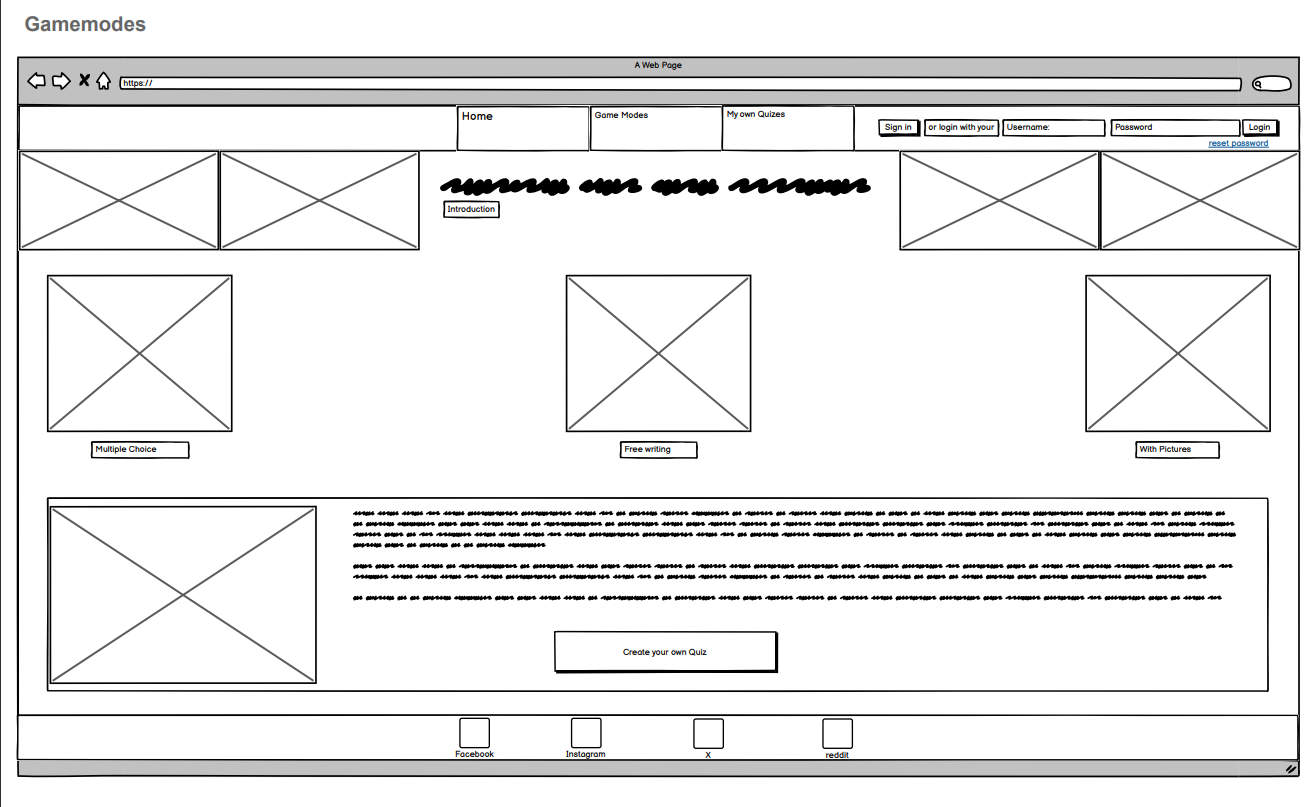 Gamemodes
A Web Page
https://
Home
Game Modes
My own Quizes
Sign in
or login with your
Username:
Password
Login
reset password
Introduction
Multiple Choice
Free writing
With Pictures
Create your own Quiz
Facebook
Instagram
X
reddit